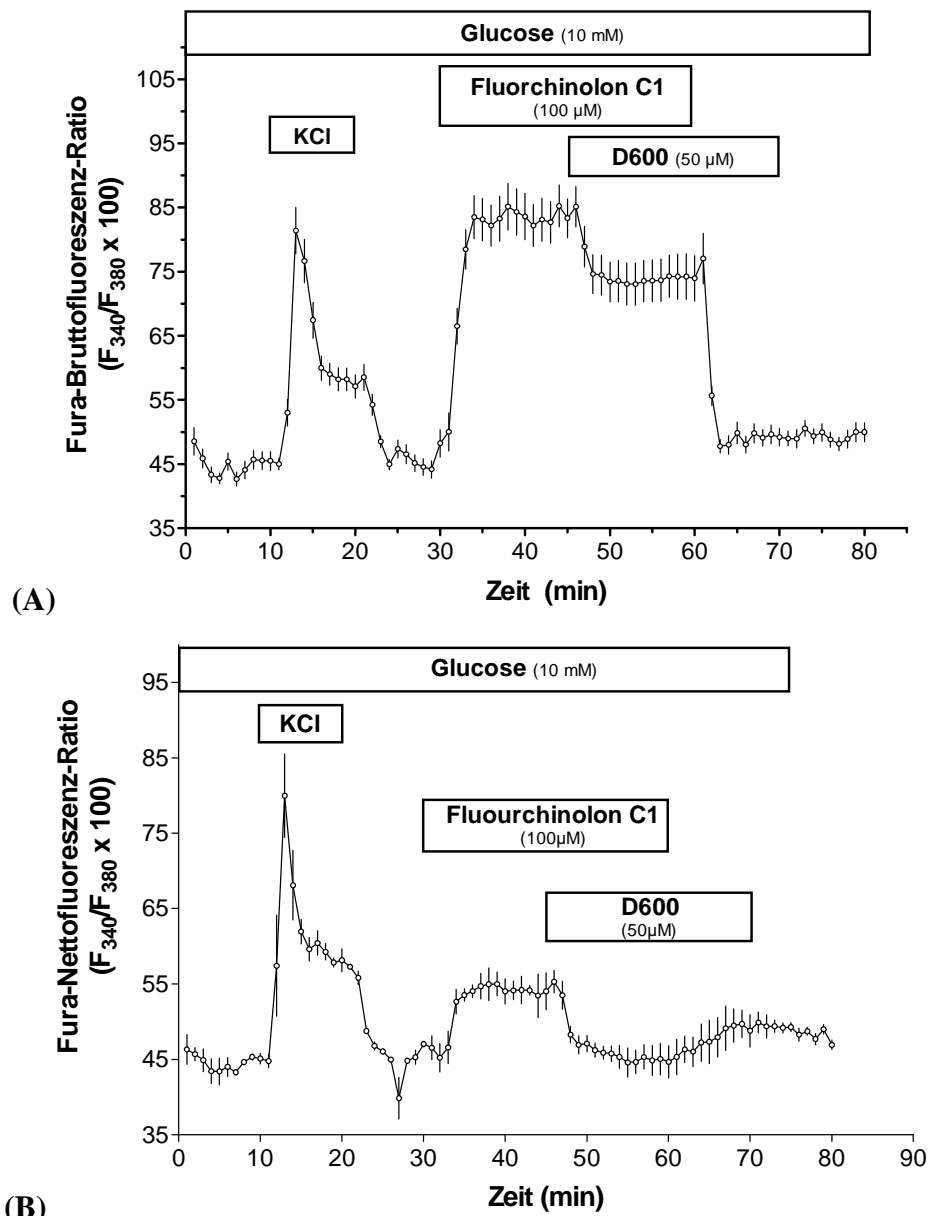 Glucose (10 mM)
Fluorchinolon C1
(100 µM)
KCl
D600 (50 µM)
Fura-Bruttofluoreszenz-Ratio
(F340/F380 x 100)
105
95
85
75
65
55
45
35
0 10 20 30 40 50 60 70 80
Zeit (min)
(A)
Glucose (10 mM)
KCl
Fluourchinolon C1
(100µM)
D600
(50µM)
Fura-Nettofluoreszenz-Ratio
(F340/F380 x 100)
95
85
75
65
55
45
35
0 10 20 30 40 50 60 70 80 90
Zeit (min)
(B)